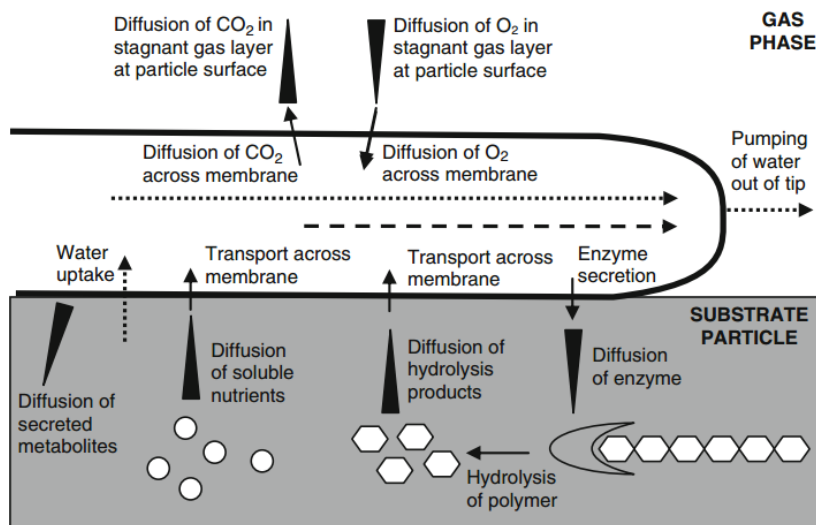 Diffusion of CO₂ in
stagnant gas layer
at particle surface
Diffusion of O₂ in
stagnant gas layer
at particle surface
GAS
PHASE
Diffusion of CO₂
across membrane
Diffusion of O₂
across membrane
Pumping
of water
out of tip
Water
uptake
Transport across
membrane
Transport across
membrane
Enzyme
secretion
SUBSTRATE
PARTICLE
Diffusion of
secreted
metabolites
Diffusion
of soluble
nutrients
Diffusion of
hydrolysis
products
Diffusion
of enzyme
Hydrolysis
of polymer